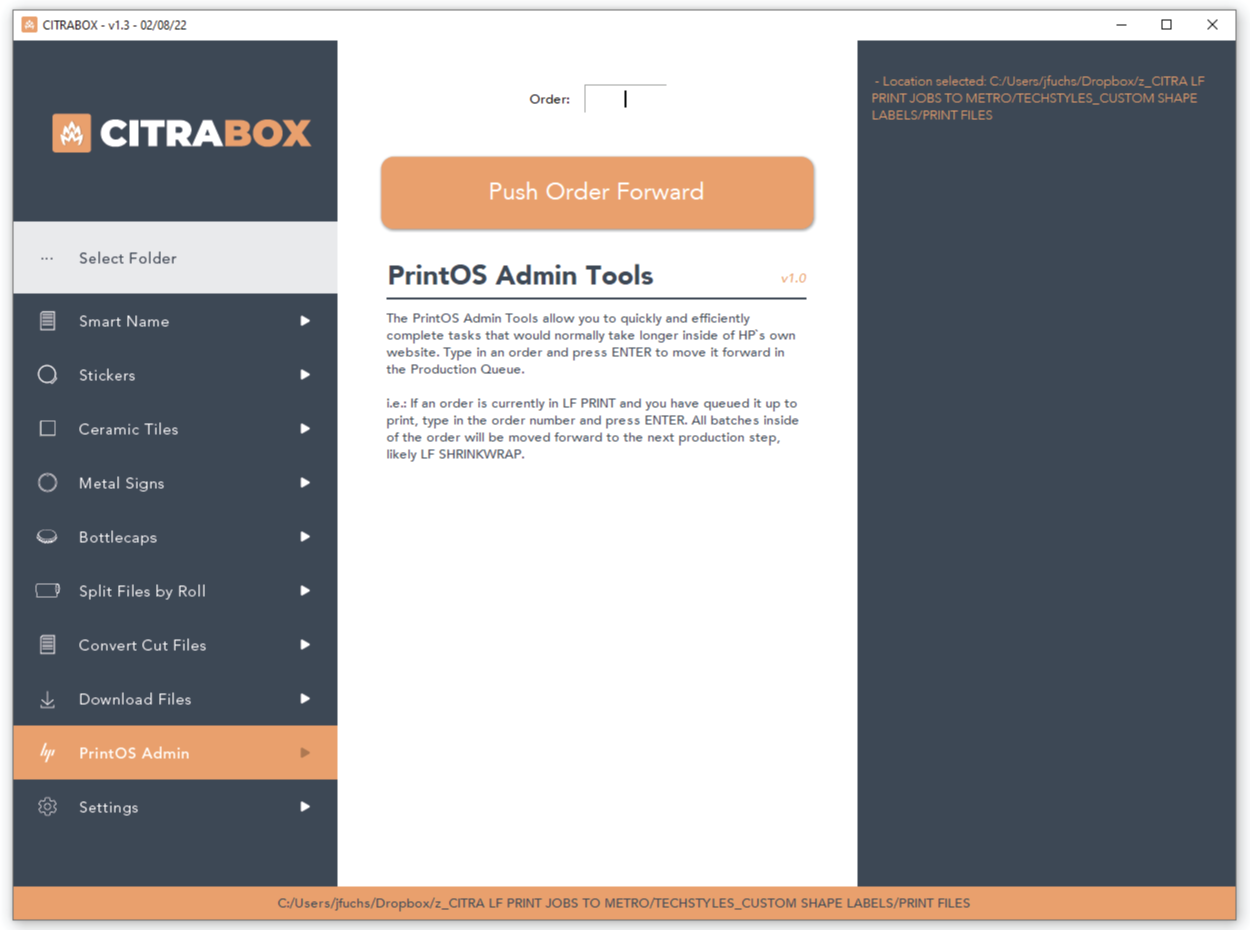 CITRABOX - v1.3 - 02/08/22
CITRABOX
··· Select Folder
Smart Name
Stickers
Ceramic Tiles
Metal Signs
Bottlecaps
Split Files by Roll
Convert Cut Files
Download Files
hp PrintOS Admin
Settings
Order:
Push Order Forward
PrintOS Admin Tools v1.0
The PrintOS Admin Tools allow you to quickly and efficiently
complete tasks that would normally take longer inside of HP`s own
website. Type in an order and press ENTER to move it forward in
the Production Queue.
i.e.: If an order is currently in LF PRINT and you have queued it up to
print, type in the order number and press ENTER. All batches inside
of the order will be moved forward to the next production step,
likely LF SHRINKWRAP.
- Location selected: C:/Users/jfuchs/Dropbox/z_CITRA LF
PRINT JOBS TO METRO/TECHSTYLES_CUSTOM SHAPE
LABELS/PRINT FILES
C:/Users/jfuchs/Dropbox/z_CITRA LF PRINT JOBS TO METRO/TECHSTYLES_CUSTOM SHAPE LABELS/PRINT FILES